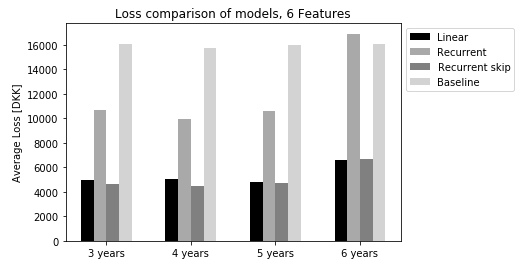 Loss comparison of models, 6 Features
Average Loss [DKK]
16000
14000
12000
10000
8000
6000
4000
2000
0
3 years
4 years
5 years
6 years
Linear
Recurrent
Recurrent skip
Baseline